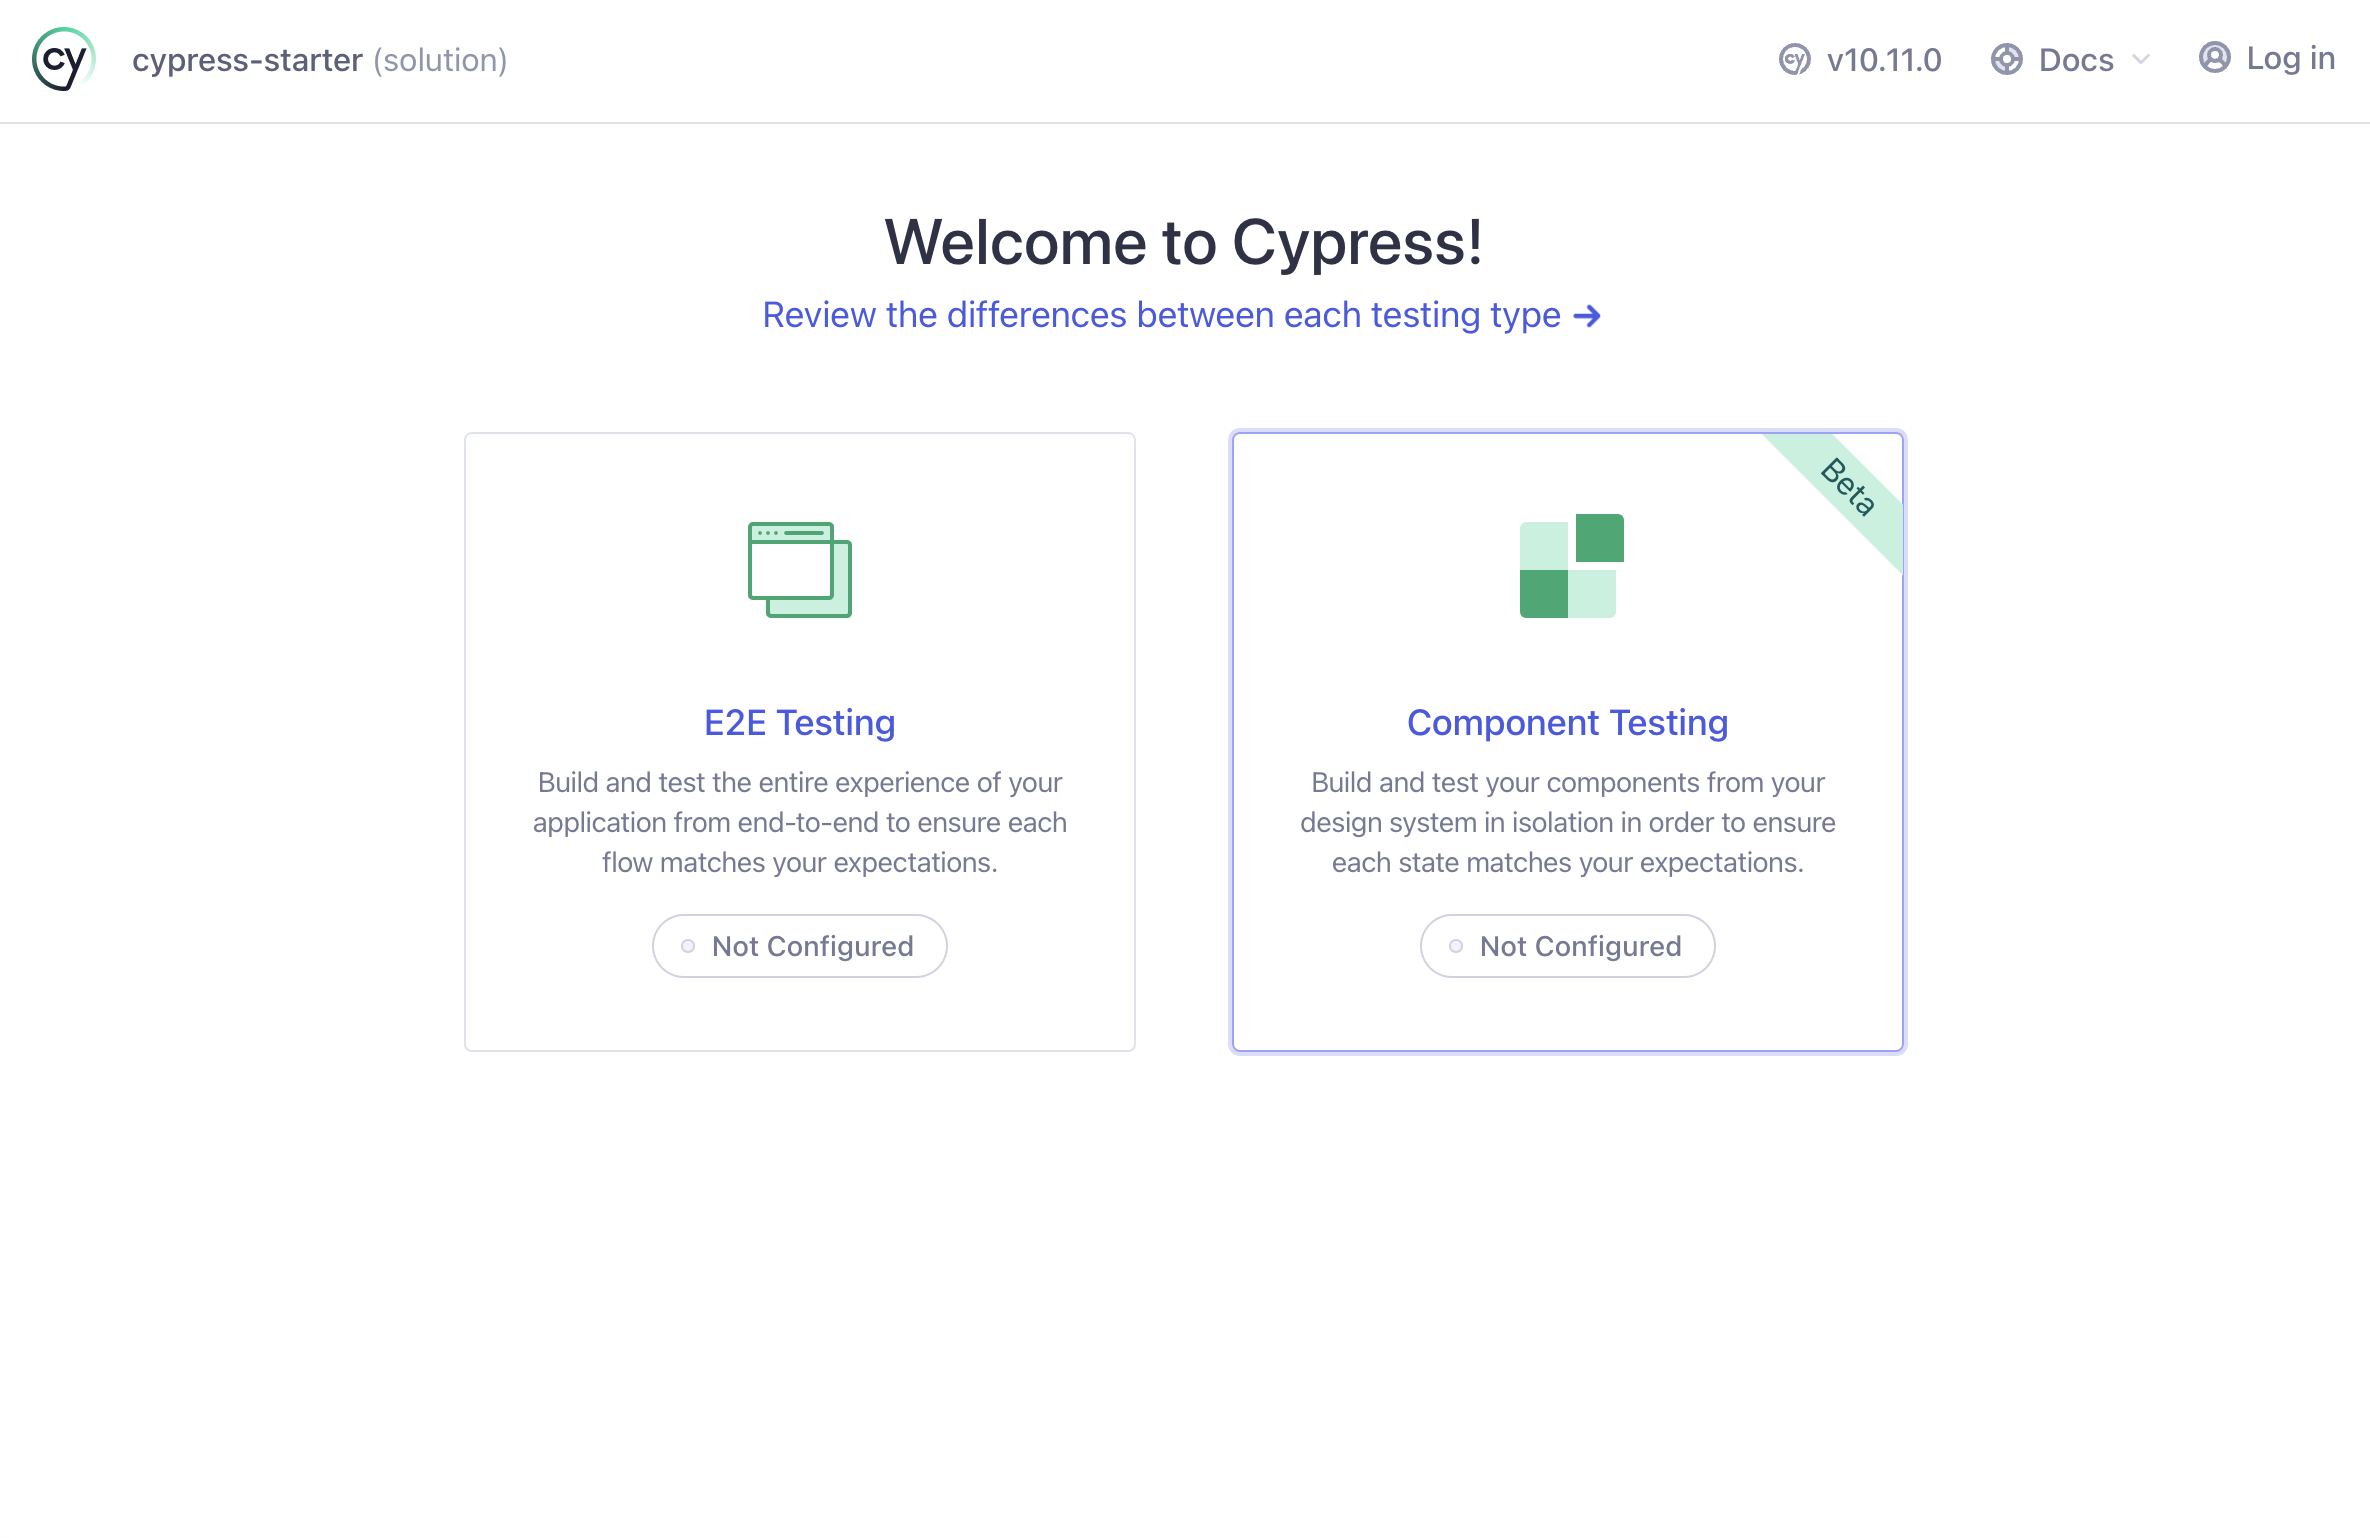 cy cypress-starter (solution)
cy v10.11.0 Docs Log in
Welcome to Cypress!
Review the differences between each testing type →
E2E Testing
Build and test the entire experience of your
application from end-to-end to ensure each
flow matches your expectations.
Not Configured
Beta
Component Testing
Build and test your components from your
design system in isolation in order to ensure
each state matches your expectations.
Not Configured